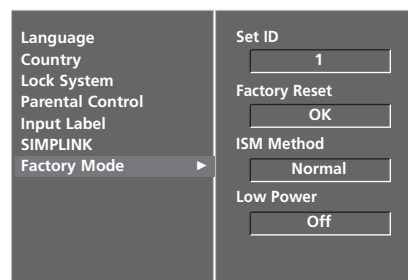 Language
Country
Lock System
Parental Control
Input Label
SIMPLINK
Factory Mode ►
Set ID
1
Factory Reset
OK
ISM Method
Normal
Low Power
Off